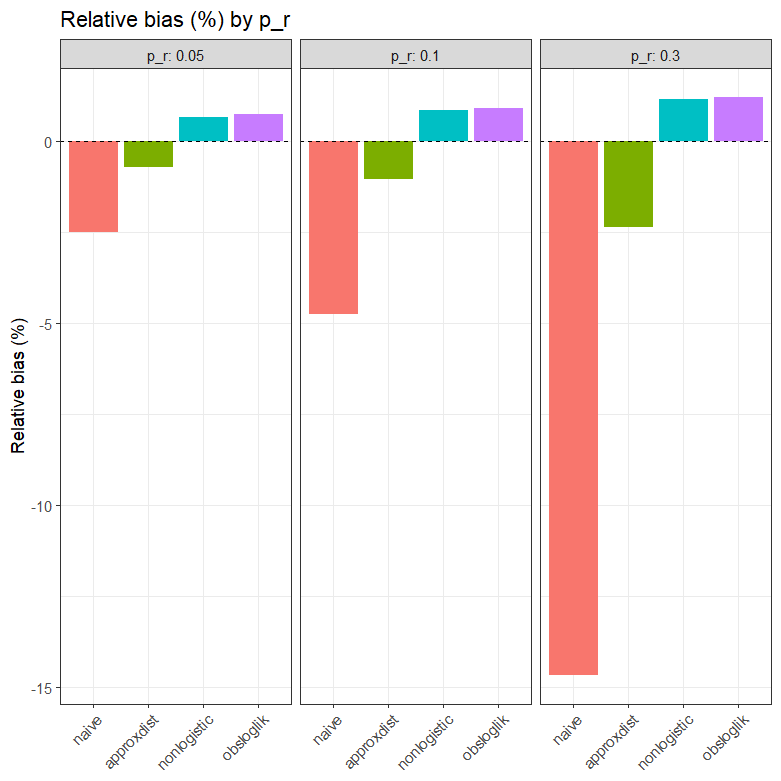 Relative bias (%) by p_r
p_r: 0.05
p_r: 0.1
p_r: 0.3
Relative bias (%)
0
-5
-10
-15
naive
approxdist
nonlogistic
obsloglik
naive
approxdist
nonlogistic
obsloglik
naive
approxdist
nonlogistic
obsloglik